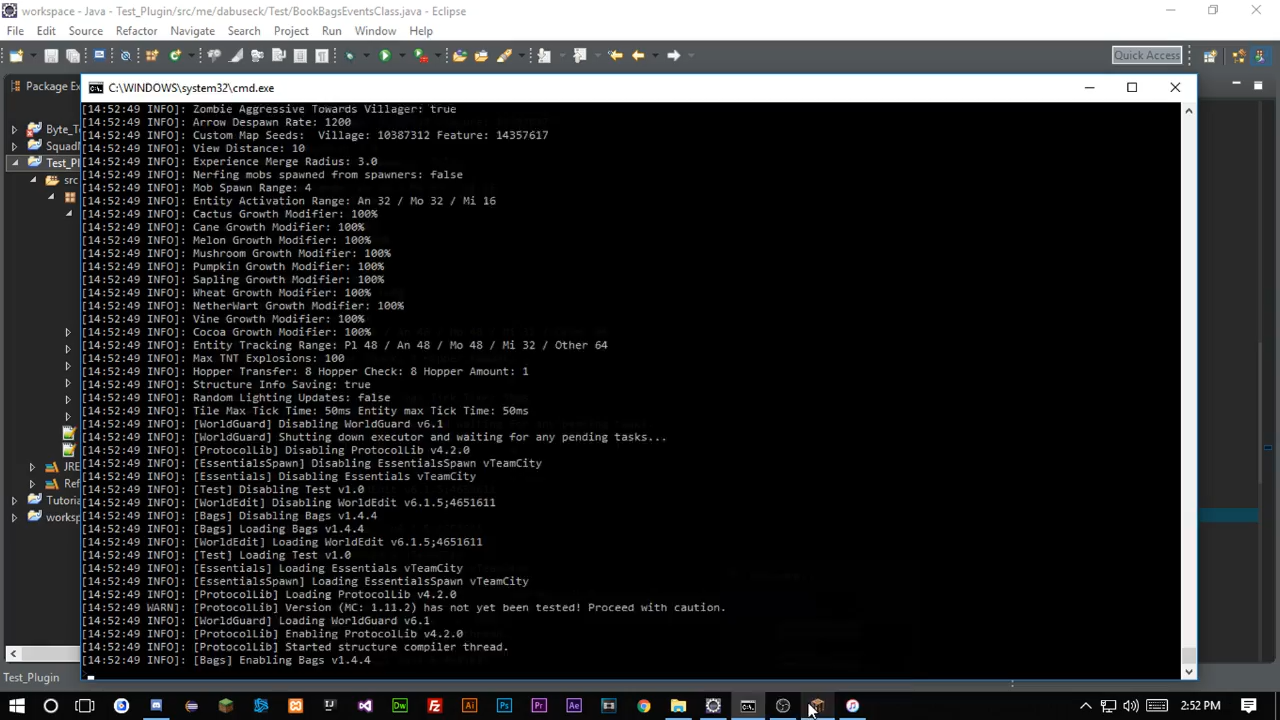 workspace - Java - Test_Plugin/src/me/dabuseck/Test/BookBagsEventsClass.java - Eclipse
File Edit Source Refactor Navigate Search Project Run Window Help
Quick Access
Package Ex
C:\WINDOWS\system32\cmd.exe
Byte_Te
SquadM
Test_Pl
src
JRE
Ref
Tutoria
worksp
[14:52:49 INFO]: Zombie Aggressive Towards Villager: true
[14:52:49 INFO]: Arrow Despawn Rate: 1200
[14:52:49 INFO]: Custom Map Seeds:  Village: 10387312 Feature: 14357617
[14:52:49 INFO]: View Distance: 10
[14:52:49 INFO]: Experience Merge Radius: 3.0
[14:52:49 INFO]: Nerfing mobs spawned from spawners: false
[14:52:49 INFO]: Mob Spawn Range: 4
[14:52:49 INFO]: Entity Activation Range: An 32 / Mo 32 / Mi 16
[14:52:49 INFO]: Cactus Growth Modifier: 100%
[14:52:49 INFO]: Cane Growth Modifier: 100%
[14:52:49 INFO]: Melon Growth Modifier: 100%
[14:52:49 INFO]: Mushroom Growth Modifier: 100%
[14:52:49 INFO]: Pumpkin Growth Modifier: 100%
[14:52:49 INFO]: Sapling Growth Modifier: 100%
[14:52:49 INFO]: Wheat Growth Modifier: 100%
[14:52:49 INFO]: NetherWart Growth Modifier: 100%
[14:52:49 INFO]: Vine Growth Modifier: 100%
[14:52:49 INFO]: Cocoa Growth Modifier: 100%
[14:52:49 INFO]: Entity Tracking Range: Pl 48 / An 48 / Mo 48 / Mi 32 / Other 64
[14:52:49 INFO]: Max TNT Explosions: 100
[14:52:49 INFO]: Hopper Transfer: 8 Hopper Check: 8 Hopper Amount: 1
[14:52:49 INFO]: Structure Info Saving: true
[14:52:49 INFO]: Random Lighting Updates: false
[14:52:49 INFO]: Tile Max Tick Time: 50ms Entity max Tick Time: 50ms
[14:52:49 INFO]: [WorldGuard] Disabling WorldGuard v6.1
[14:52:49 INFO]: [WorldGuard] Shutting down executor and waiting for any pending tasks...
[14:52:49 INFO]: [ProtocolLib] Disabling ProtocolLib v4.2.0
[14:52:49 INFO]: [EssentialsSpawn] Disabling EssentialsSpawn vTeamCity
[14:52:49 INFO]: [Essentials] Disabling Essentials vTeamCity
[14:52:49 INFO]: [Test] Disabling Test v1.0
[14:52:49 INFO]: [WorldEdit] Disabling WorldEdit v6.1.5;4651611
[14:52:49 INFO]: [Bags] Disabling Bags v1.4.4
[14:52:49 INFO]: [Bags] Loading Bags v1.4.4
[14:52:49 INFO]: [WorldEdit] Loading WorldEdit v6.1.5;4651611
[14:52:49 INFO]: [Test] Loading Test v1.0
[14:52:49 INFO]: [Essentials] Loading Essentials vTeamCity
[14:52:49 INFO]: [EssentialsSpawn] Loading EssentialsSpawn vTeamCity
[14:52:49 INFO]: [ProtocolLib] Loading ProtocolLib v4.2.0
[14:52:49 WARN]: [ProtocolLib] Version (MC: 1.11.2) has not yet been tested! Proceed with caution.
[14:52:49 INFO]: [WorldGuard] Loading WorldGuard v6.1
[14:52:49 INFO]: [ProtocolLib] Enabling ProtocolLib v4.2.0
[14:52:49 INFO]: [ProtocolLib] Started structure compiler thread.
[14:52:49 INFO]: [Bags] Enabling Bags v1.4.4
Test_Plugin
2:52 PM